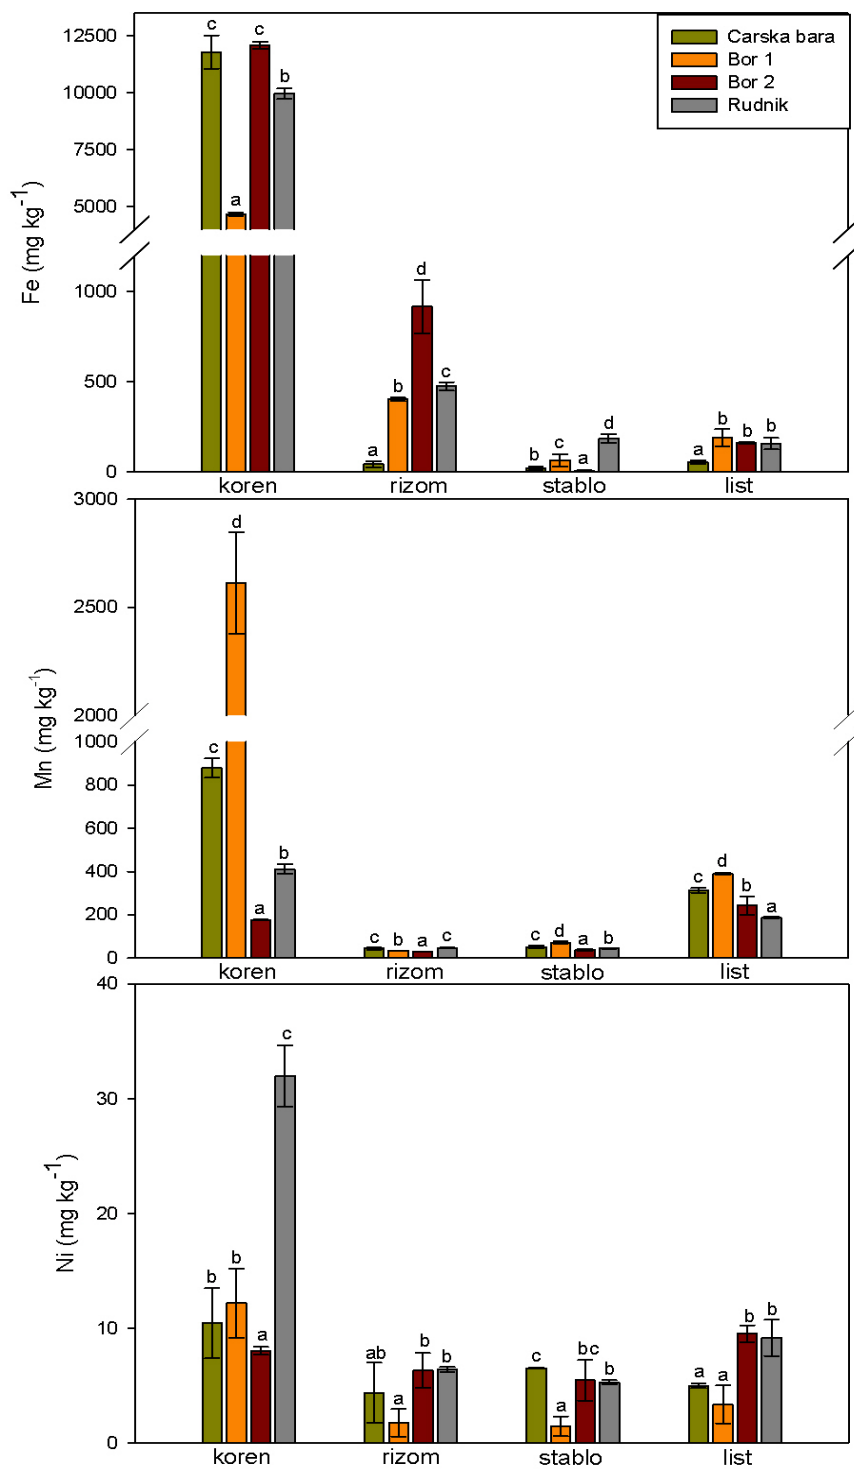 Carska bara
Bor 1
Bor 2
Rudnik
Fe (mg kg-1)
12500
10000
7500
5000
1000
500
0
c
a
c
b
a
b
d
c
b
c
a
d
a
b
b
b
koren
rizom
stablo
list
Mn (mg kg-1)
3000
2500
2000
1000
800
600
400
200
0
c
d
a
b
c
b
a
c
c
d
a
b
c
d
b
a
koren
rizom
stablo
list
Ni (mg kg-1)
40
30
20
10
0
b
b
a
c
ab
a
b
b
c
a
bc
b
a
a
b
b
koren
rizom
stablo
list